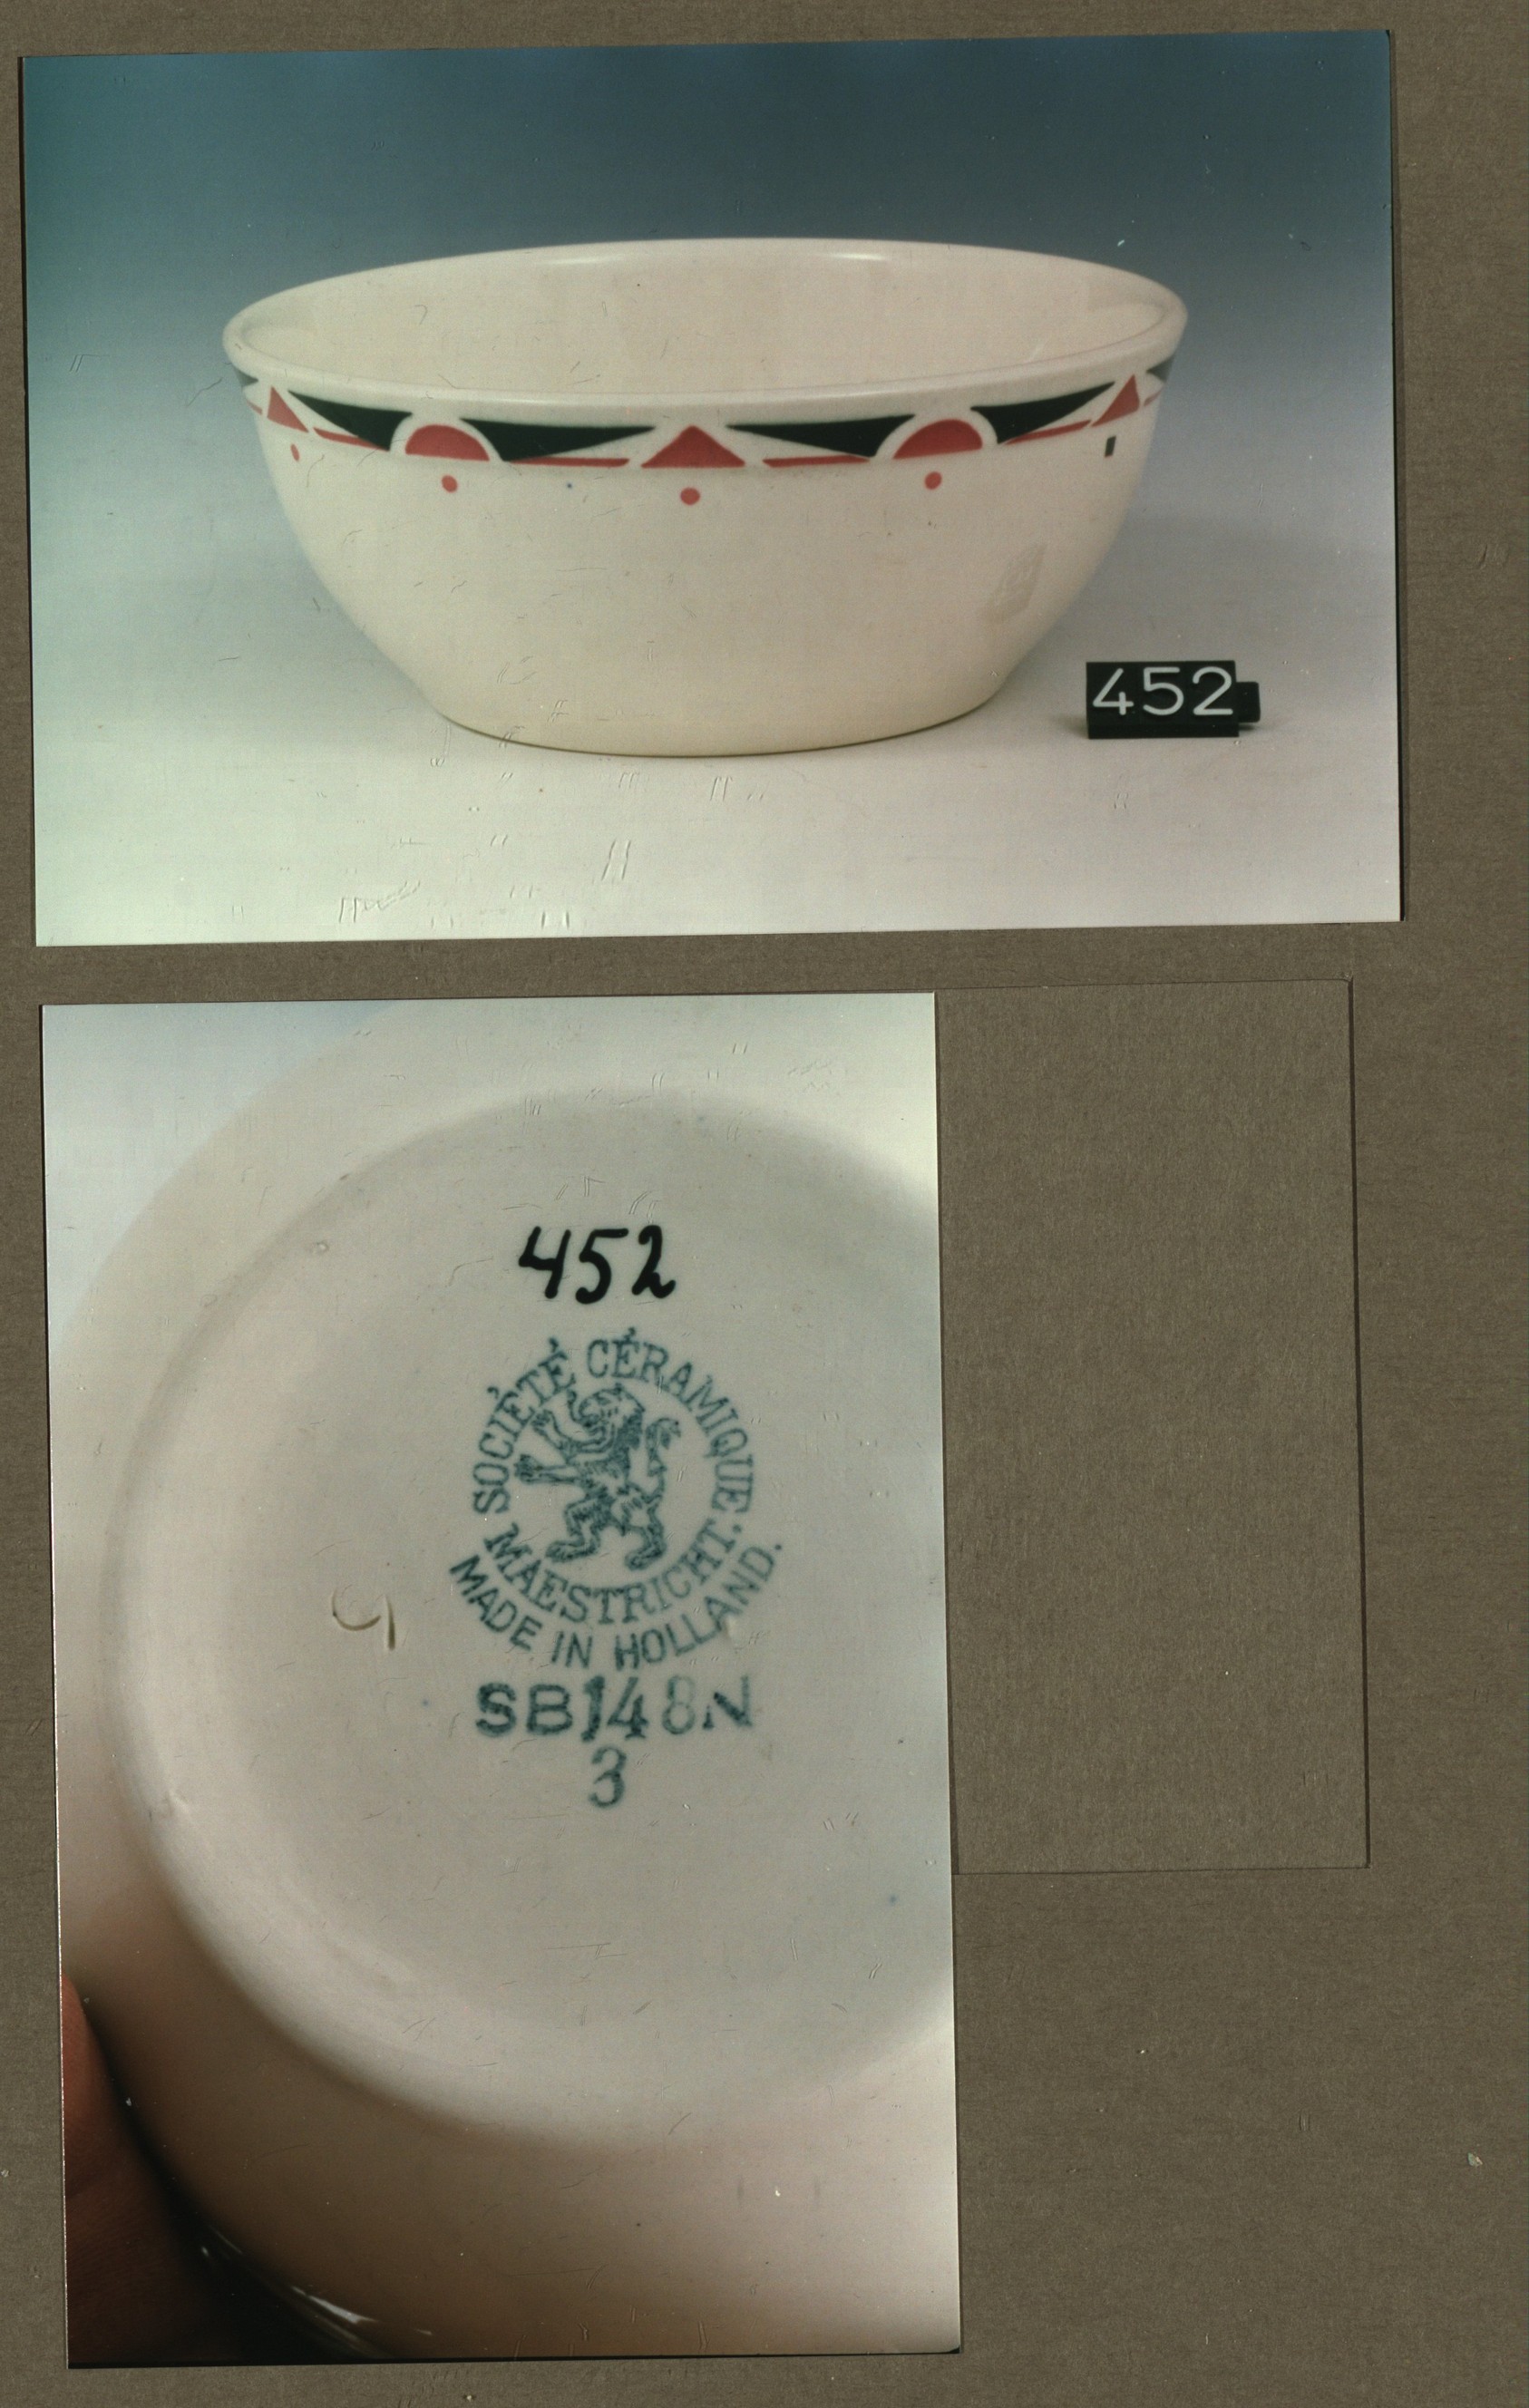 452
452
SOCIÉTÉ CÉRAMIQUE.
MAESTRICHT.
MADE IN HOLLAND.
SB148N
3